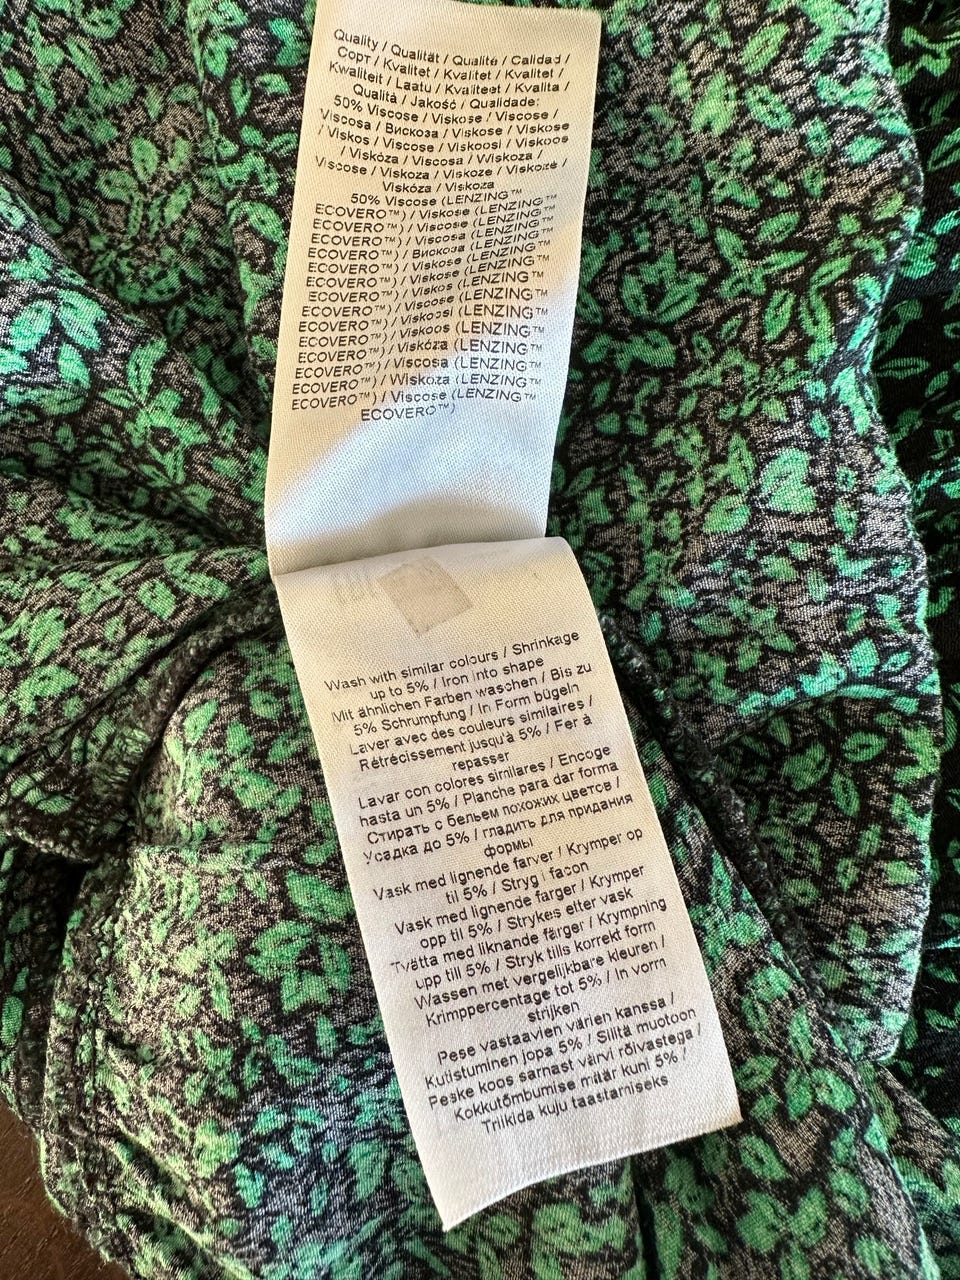 Quality / Qualität / Qualité / Calidad /
Сорт / Kvalitet / Kvalitet / Kvalitet /
Kwaliteit / Laatu / Kvaliteet / Kvalita /
Qualità / Jakość / Qualidade:
50% Viscose / Viskose / Viscose /
Viscosa / Вискоза / Viskose / Viskose
/ Viskos / Viscose / Viskoosi / Viskoos
/ Viskóza / Viscosa / Wiskoza /
Viscose / Viskoza / Viskoze / Viskozė /
Viskóza / Viskoza
50% Viscose (LENZING™
ECOVERO™) / Viskose (LENZING™
ECOVERO™) / Viscose (LENZING™
ECOVERO™) / Viscosa (LENZING™
ECOVERO™) / Вискоза (LENZING™
ECOVERO™) / Viskose (LENZING™
ECOVERO™) / Viskose (LENZING™
ECOVERO™) / Viskos (LENZING™
ECOVERO™) / Viscose (LENZING™
ECOVERO™) / Viskoosi (LENZING™
ECOVERO™) / Viskoos (LENZING™
ECOVERO™) / Viskóza (LENZING™
ECOVERO™) / Viscosa (LENZING™
ECOVERO™) / Wiskoza (LENZING™
ECOVERO™) / Viscose (LENZING™
ECOVERO™)
Wash with similar colours / Shrinkage
up to 5% / Iron into shape
Mit ähnlichen Farben waschen / Bis zu
5% Schrumpfung / In Form bügeln
Laver avec des couleurs similaires /
Rétrécissement jusqu'à 5% / Fer à
repasser
Lavar con colores similares / Encoge
hasta un 5% / Planche para dar forma
Стирать с бельем похожих цветов /
Усадка до 5% / гладить для придания
формы
Vask med lignende farver / Krymper op
til 5% / Stryg i facon
Vask med lignende farger / Krymper
opp til 5% / Strykes etter vask
Tvätta med liknande färger / Krympning
upp till 5% / Stryk tills korrekt form
Wassen met vergelijkbare kleuren /
Krimppercentage tot 5% / In vorm
strijken
Pese vastaavien värien kanssa /
Kutistuminen jopa 5% / Silitä muotoon
Peske koos sarnast värvi rõivastega /
Kokkutõmbumise määr kuni 5% /
Triikida kuju taastamiseks